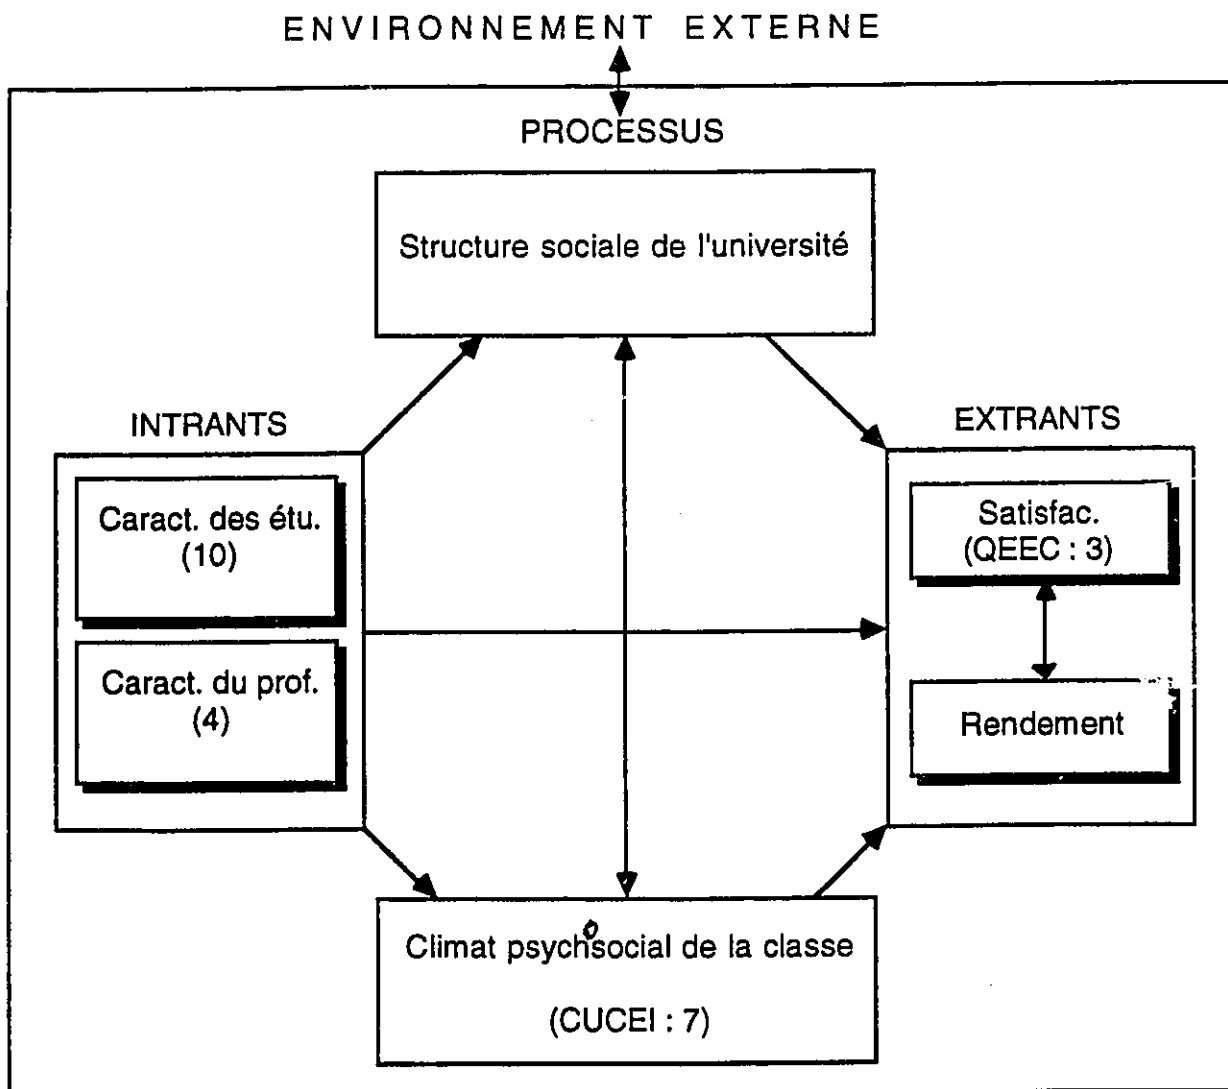 ENVIRONNEMENT EXTERNE
PROCESSUS
Structure sociale de l'université
INTRANTS
Caract. des étu.
(10)
Caract. du prof.
(4)
EXTRANTS
Satisfac.
(QEEC : 3)
Rendement
Climat psychosocial de la classe
(CUCEI : 7)